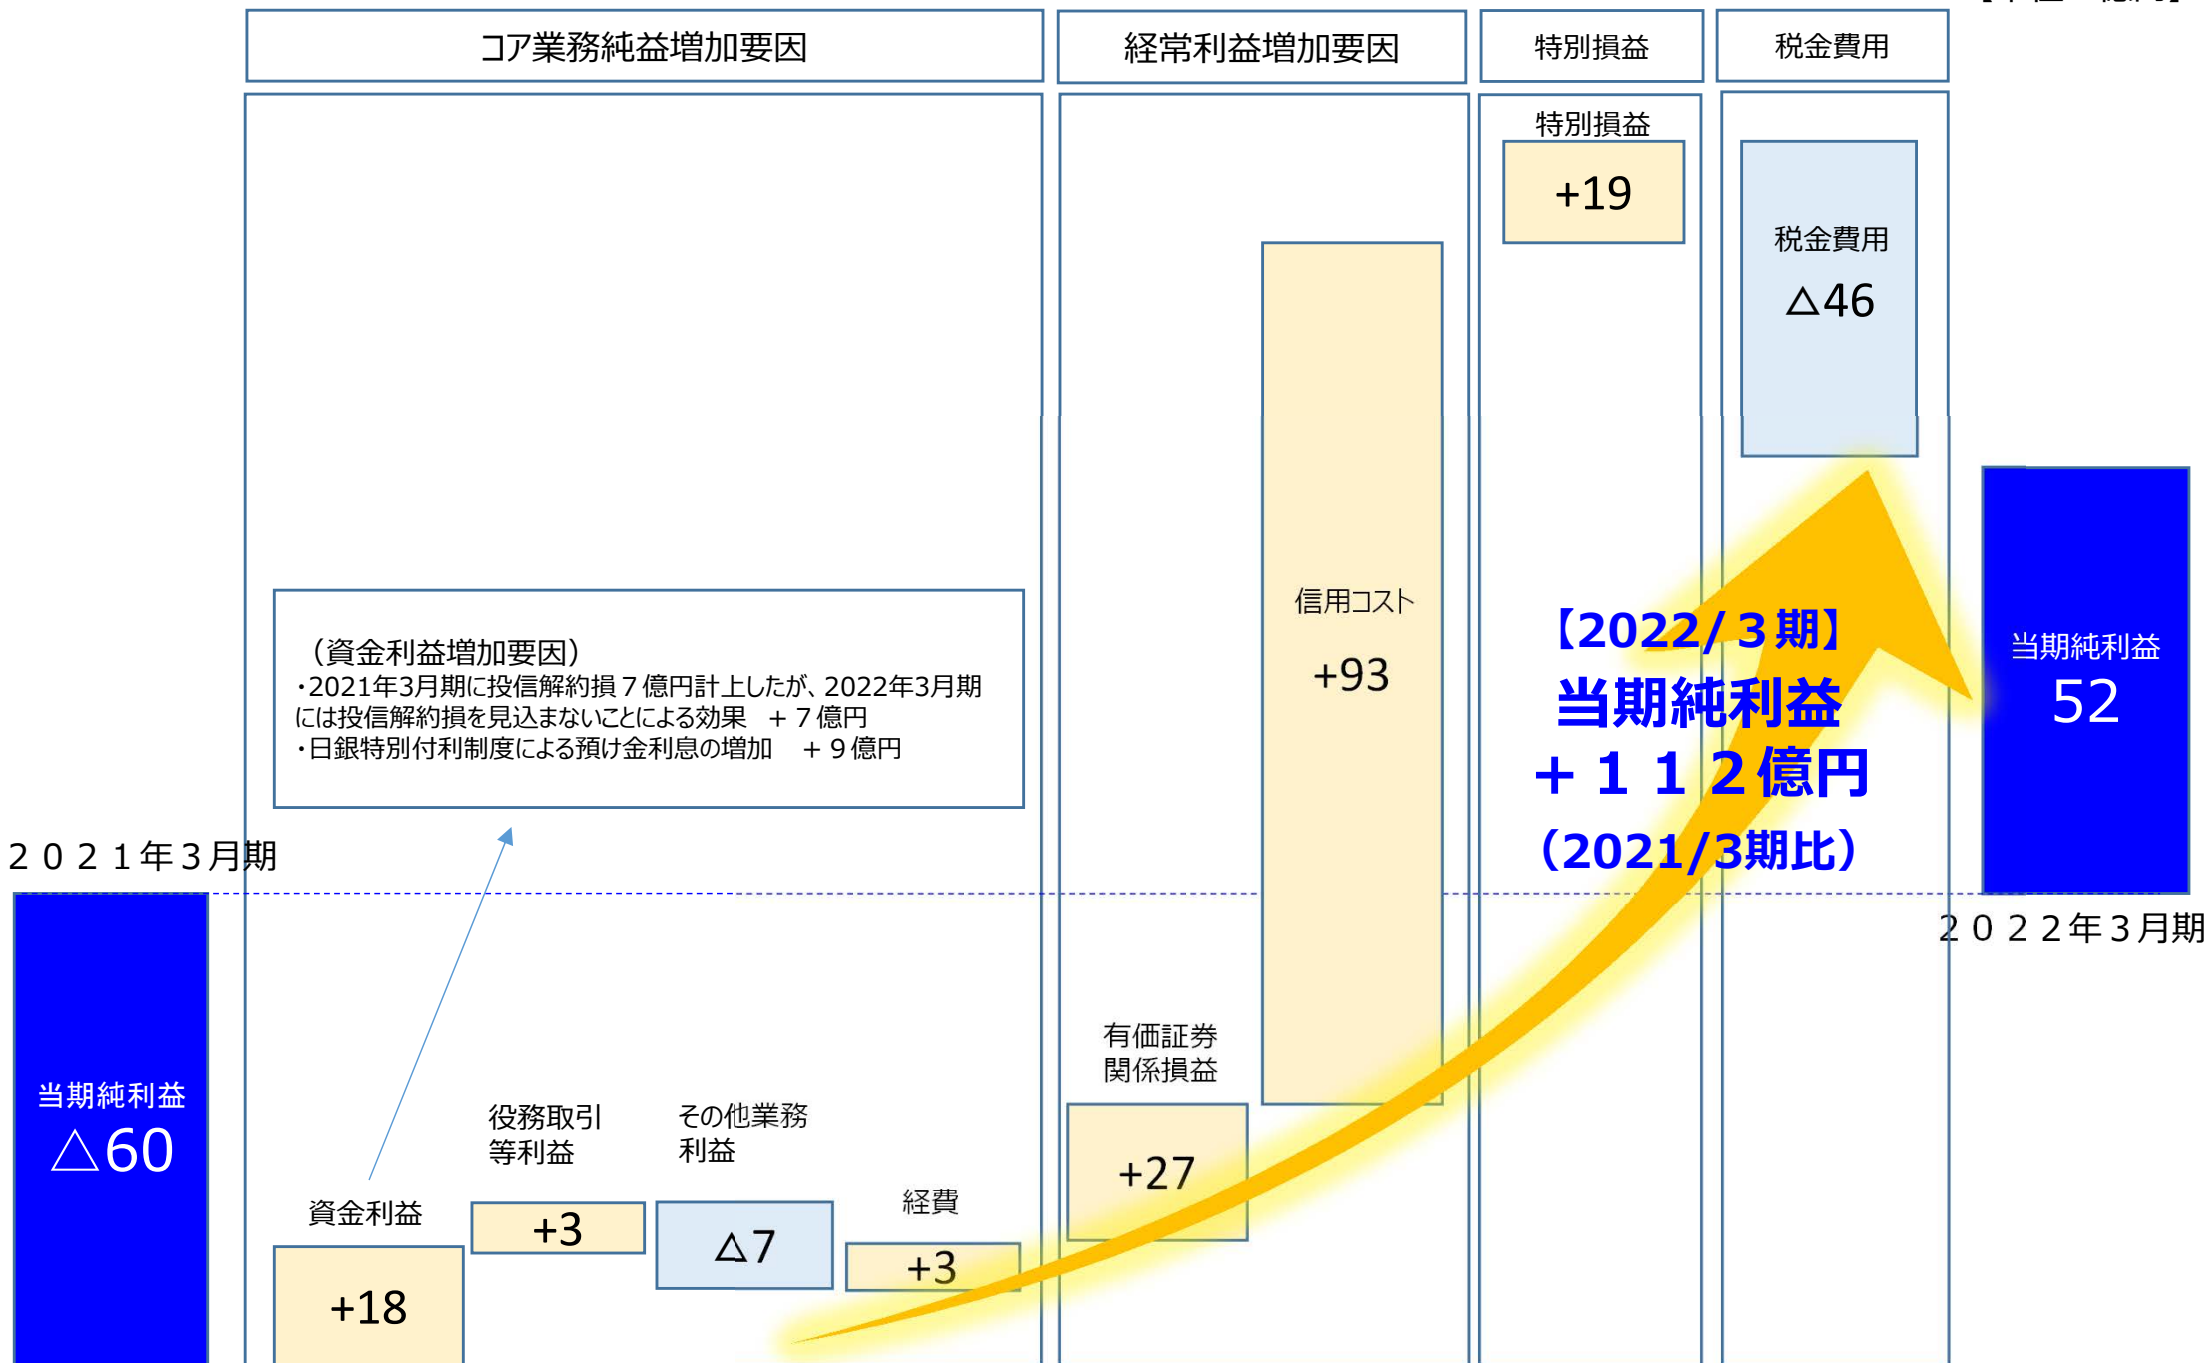 コア業務純益増加要因
経常利益増加要因
特別損益
税金費用
特別損益
+19
税金費用
△46
信用コスト
+93
（資金利益増加要因）
・2021年3月期に投信解約損７億円計上したが、2022年3月期
には投信解約損を見込まないことによる効果　＋７億円
・日銀特別付利制度による預け金利息の増加　＋９億円
【2022/３期】
当期純利益
＋１１２億円
（2021/3期比）
当期純利益
52
２０２２年３月期
２０２１年３月期
当期純利益
△60
資金利益
+18
役務取引
等利益
+3
その他業務
利益
△7
経費
+3
有価証券
関係損益
+27